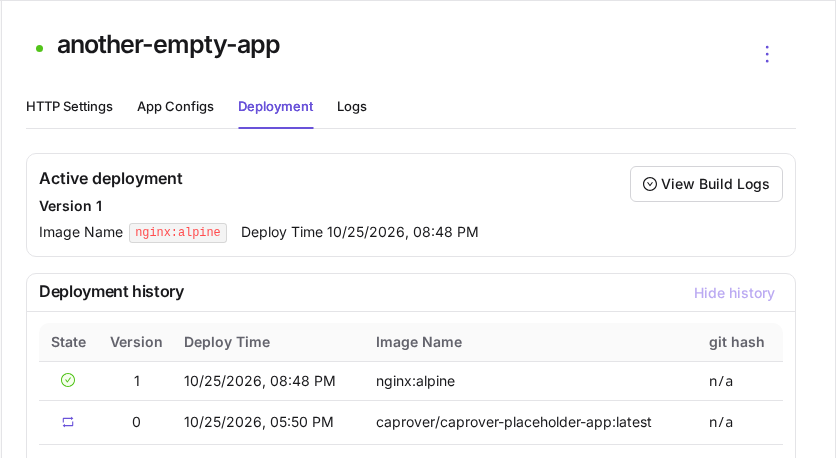 another-empty-app
HTTP Settings App Configs Deployment Logs
Active deployment
View Build Logs
Version 1
Image Name nginx:alpine Deploy Time 10/25/2026, 08:48 PM
Deployment history
Hide history
State Version Deploy Time Image Name git hash
1 10/25/2026, 08:48 PM nginx:alpine n/a
0 10/25/2026, 05:50 PM caprover/caprover-placeholder-app:latest n/a